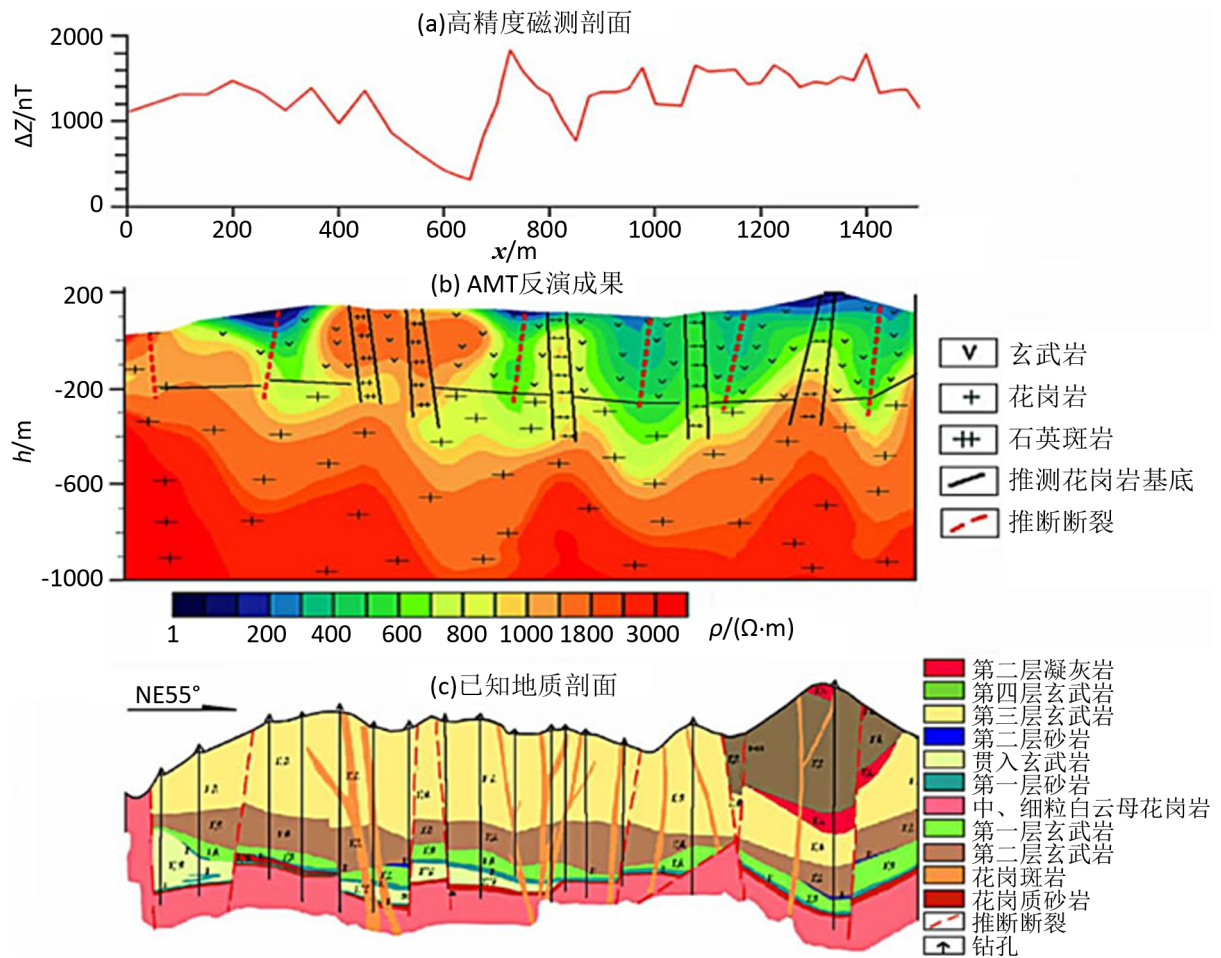 (a)高精度磁测剖面
2000
1000
0
ΔZ/nT
0 200 400 600 800 1000 1200 1400
x/m
(b) AMT反演成果
200
-200
-600
-1000
h/m
玄武岩
花岗岩
石英斑岩
推测花岗岩基底
推断断裂
1 200 400 600 800 1000 1800 3000 ρ/(Ω·m)
(c)已知地质剖面
NE55°
第二层凝灰岩
第四层玄武岩
第三层玄武岩
第二层砂岩
贯入玄武岩
第一层砂岩
中、细粒白云母花岗岩
第一层玄武岩
第二层玄武岩
花岗斑岩
花岗质砂岩
推断断裂
钻孔